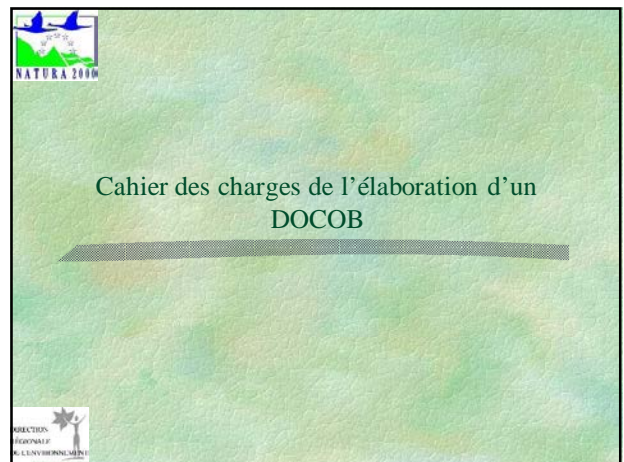 NATURA 2000
Cahier des charges de l’élaboration d’un
DOCOB
DIRECTION
RÉGIONALE
DE L'ENVIRONNEMENT